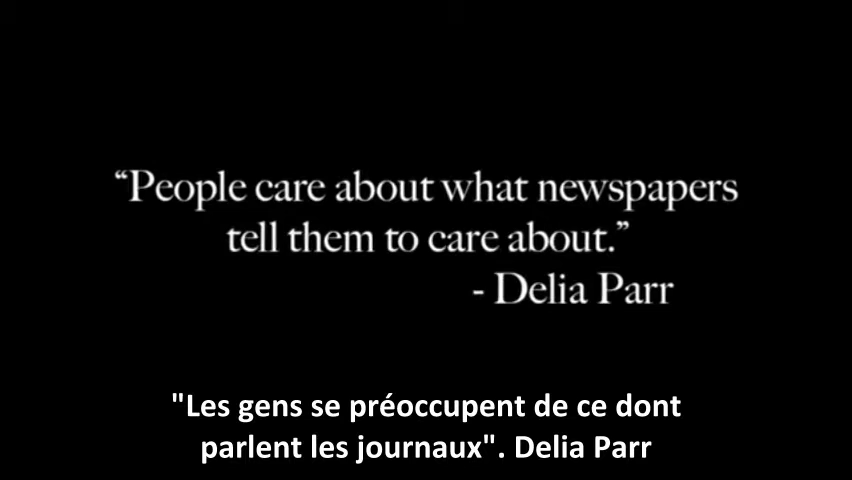 “People care about what newspapers
tell them to care about.”
- Delia Parr
"Les gens se préoccupent de ce dont
parlent les journaux". Delia Parr